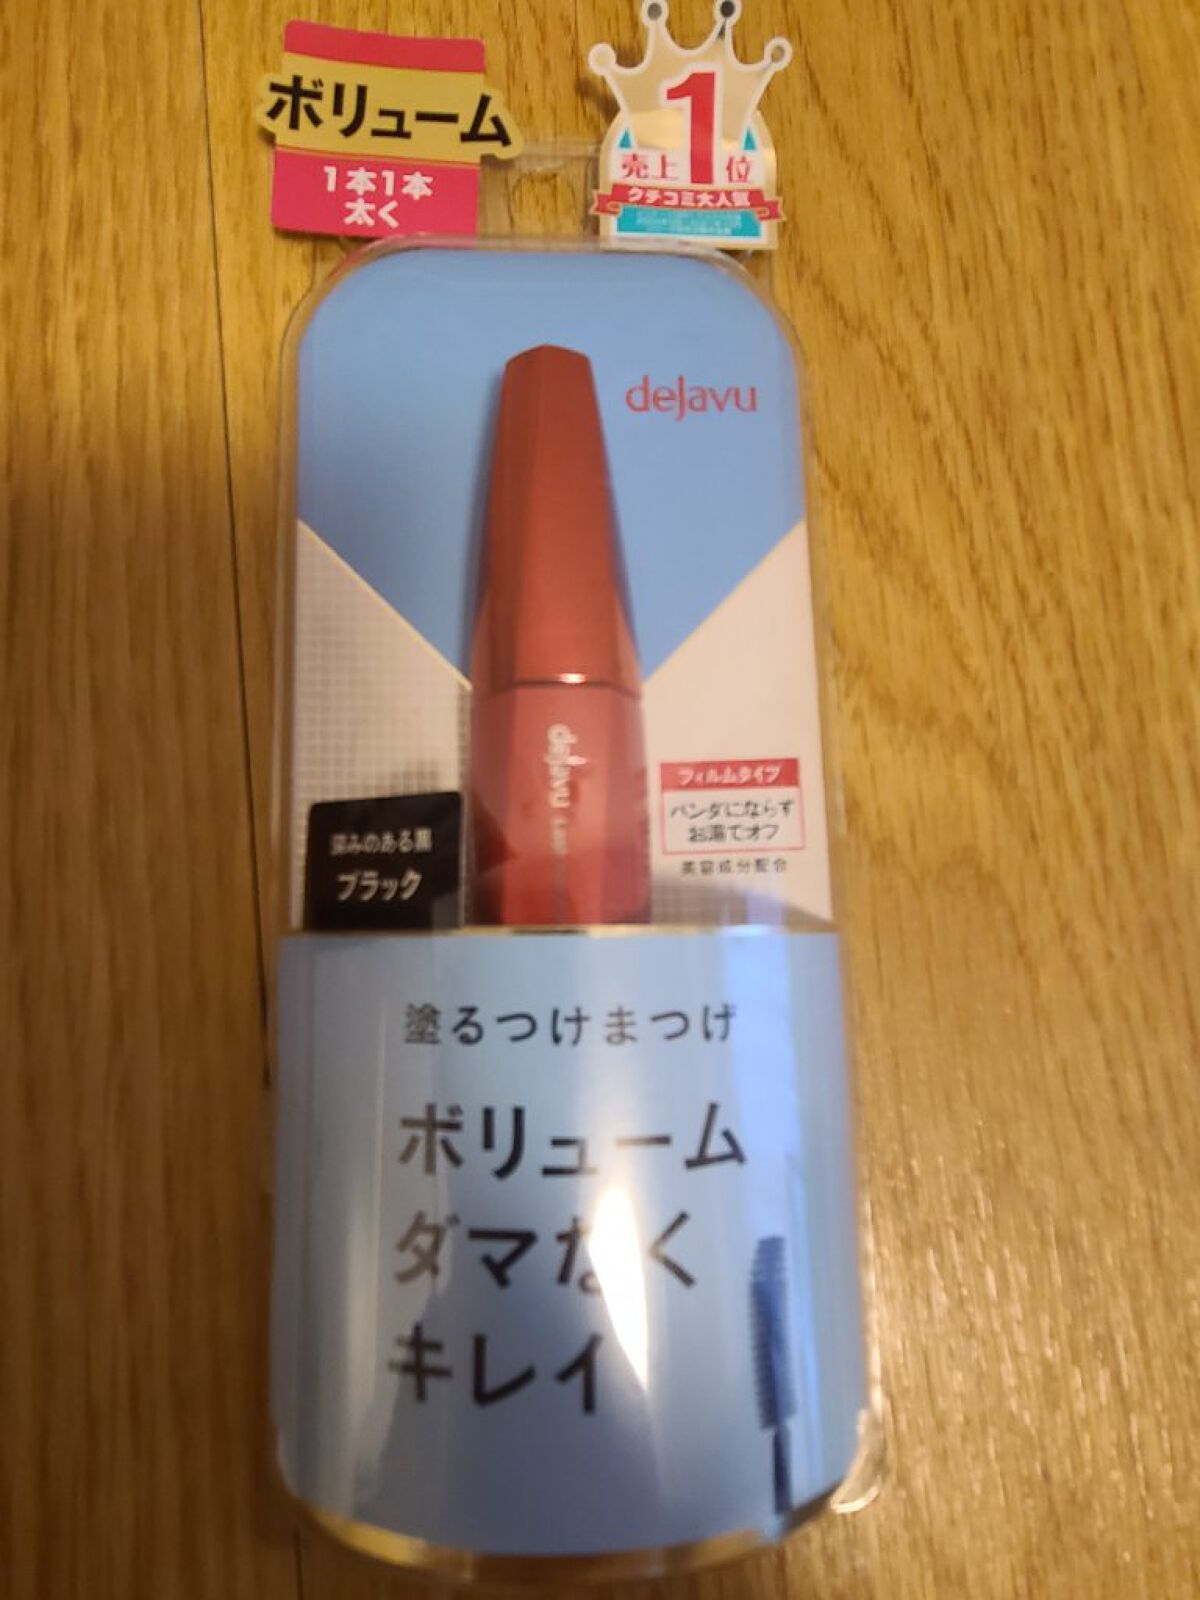 ボリューム
1本1本
太く
1
売上 位
クチコミ大人気
dejavu
dejavu
フィルムタイプ
パンダにならず
お湯でオフ
美容成分配合
深みのある黒
ブラック
塗るつけまつげ
ボリューム
ダマなく
キレイ